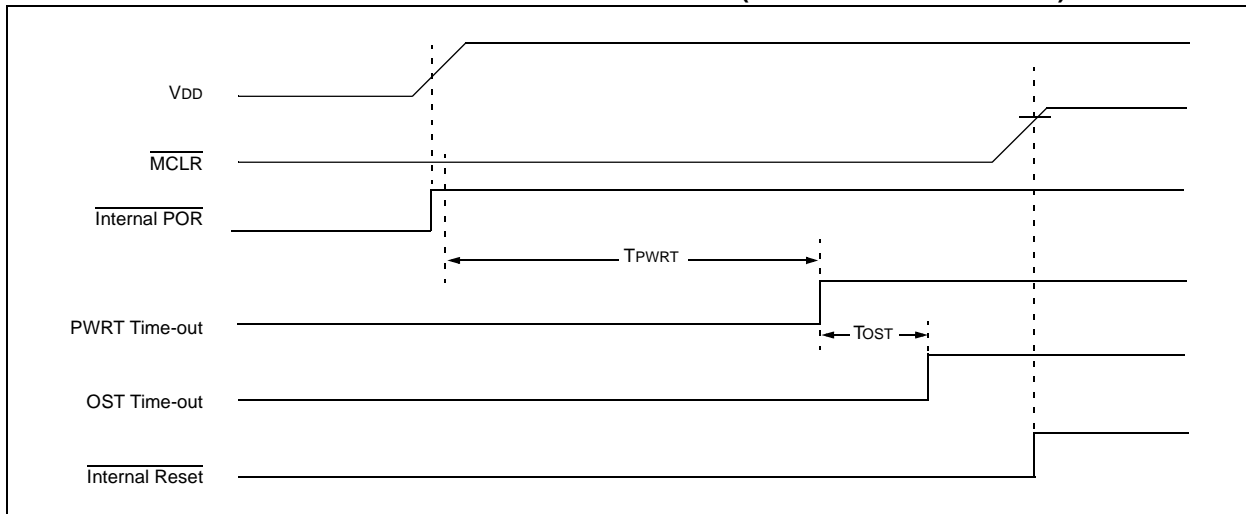 VDD
MCLR
Internal POR
TPWRT
PWRT Time-out
TOST
OST Time-out
Internal Reset